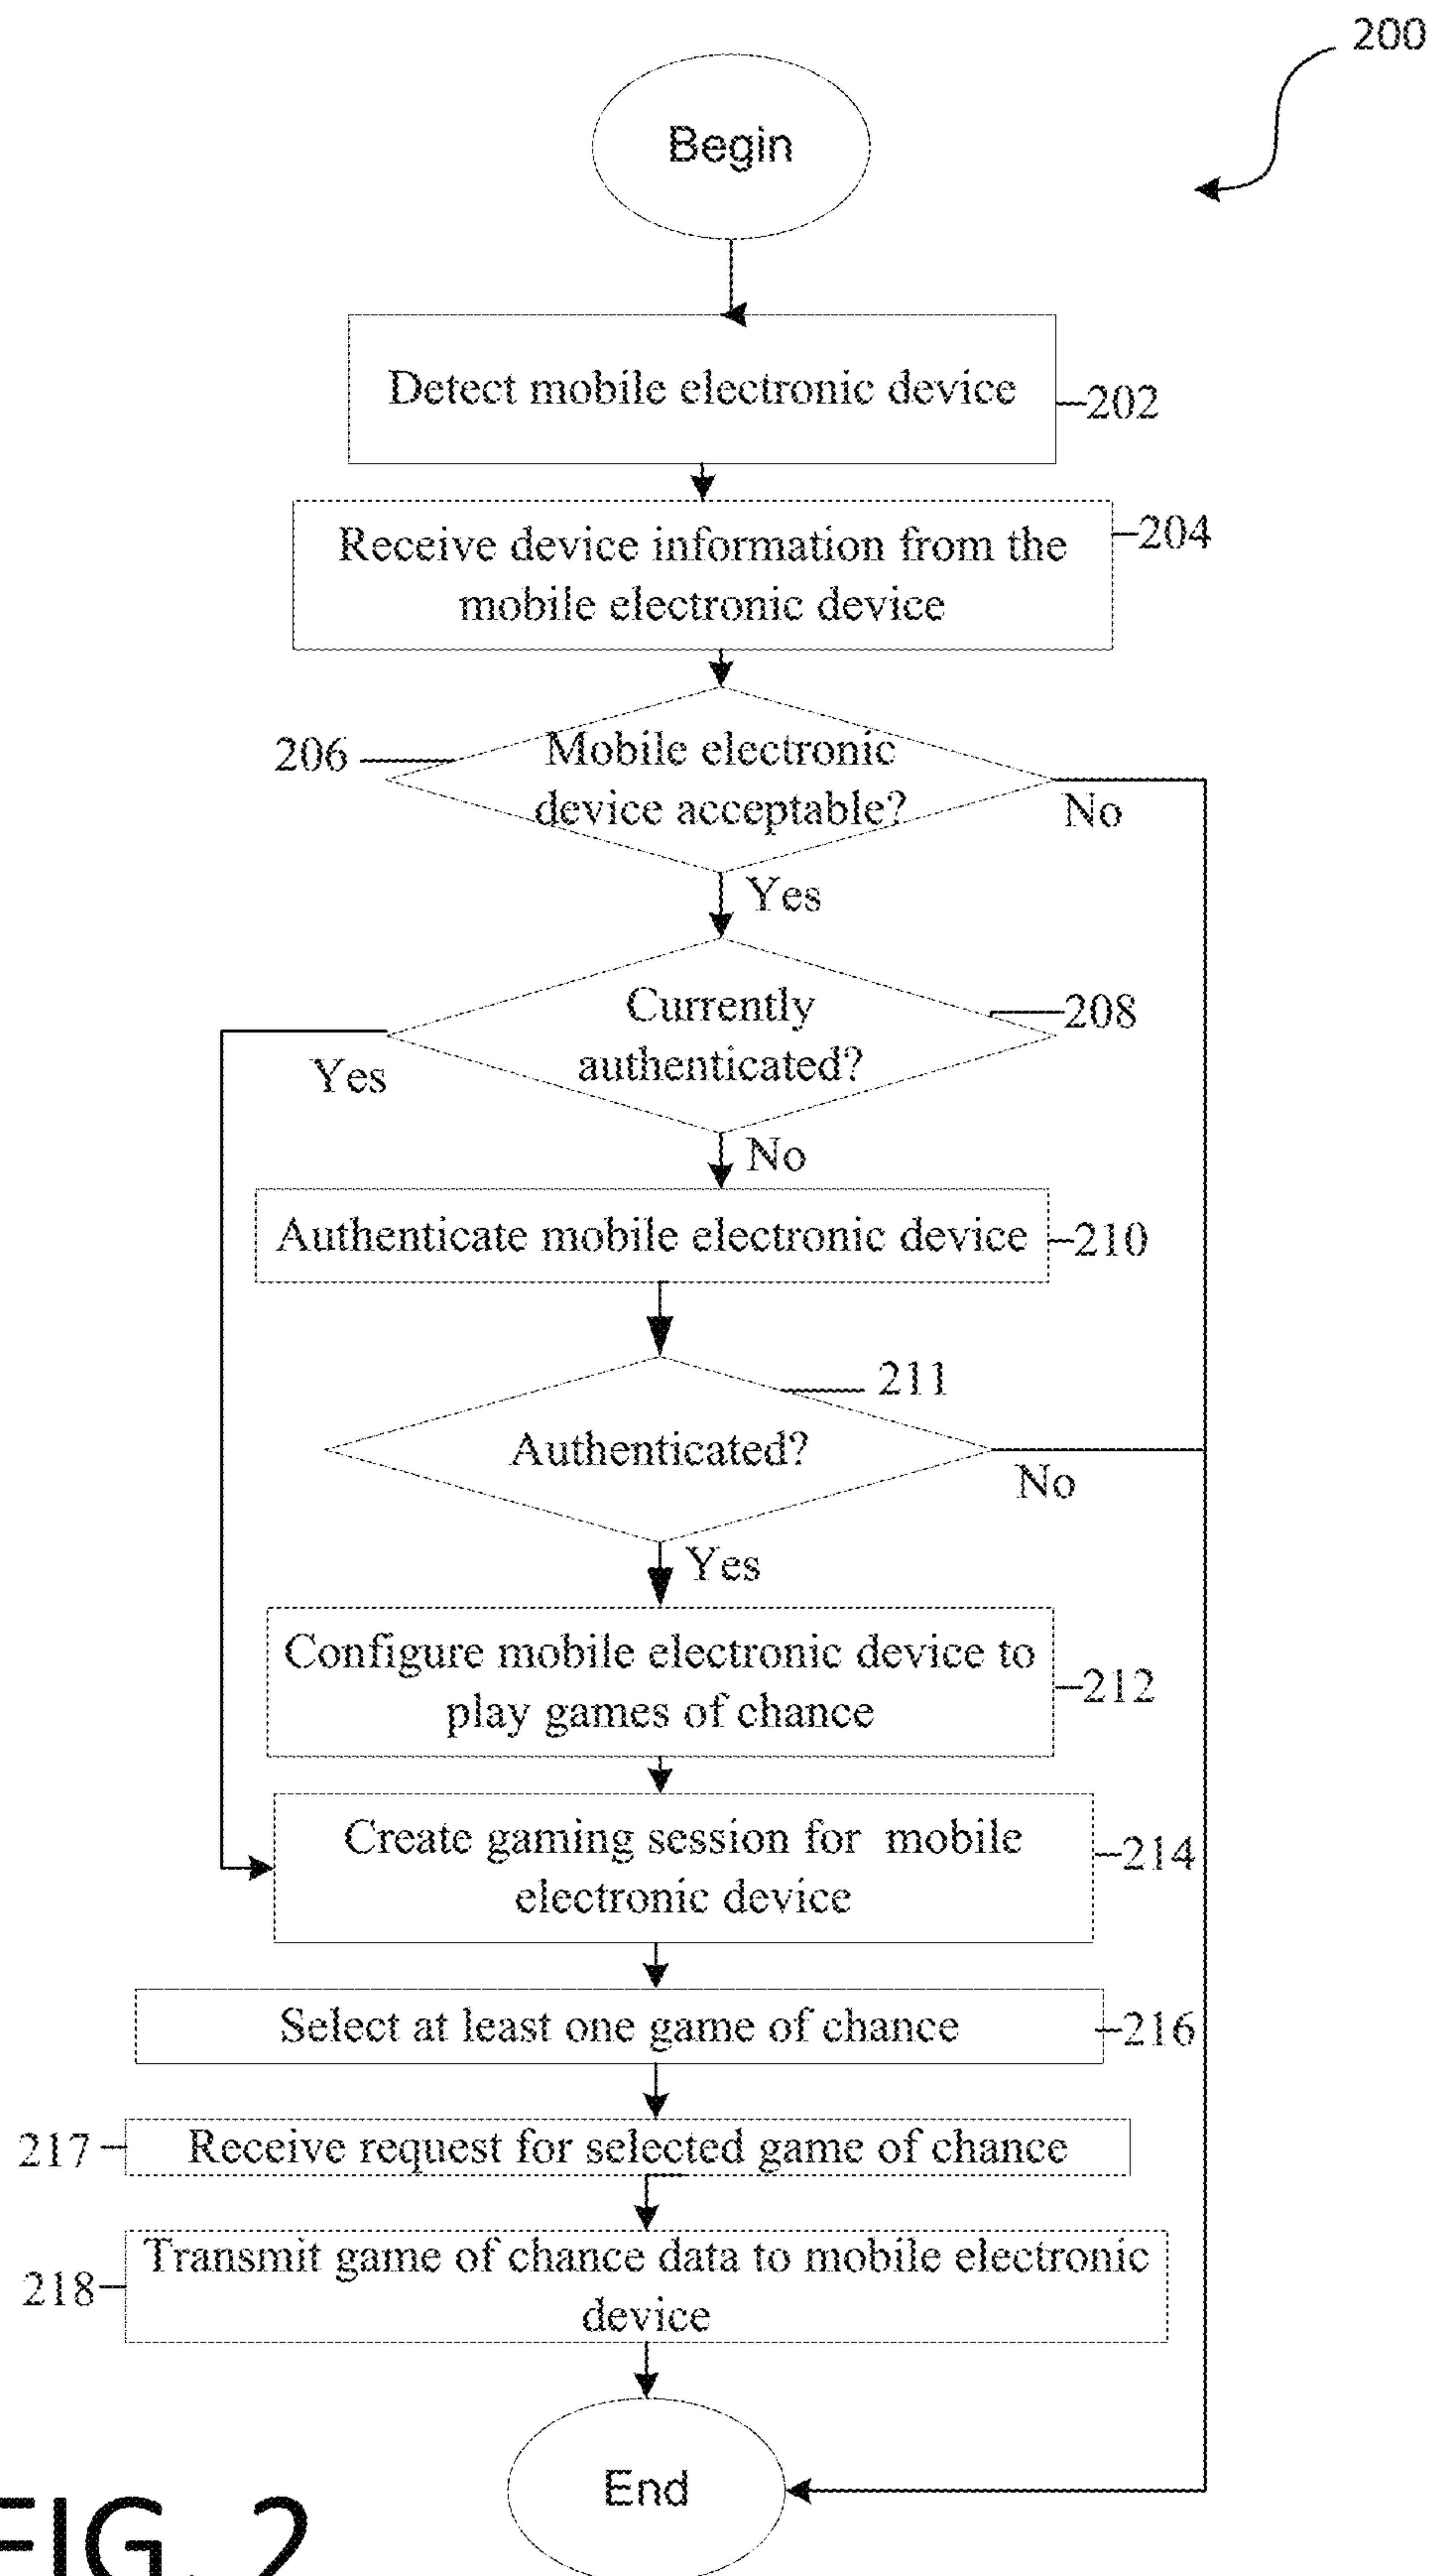 200
Begin
Detect mobile electronic device
202
Receive device information from the
mobile electronic device
204
206
Mobile electronic
device acceptable?
No
Yes
Currently
authenticated?
208
Yes
No
Authenticate mobile electronic device
210
211
Authenticated?
No
Yes
Configure mobile electronic device to
play games of chance
212
Create gaming session for mobile
electronic device
214
Select at least one game of chance
216
217
Receive request for selected game of chance
Transmit game of chance data to mobile electronic
device
218
End
FIG. 2